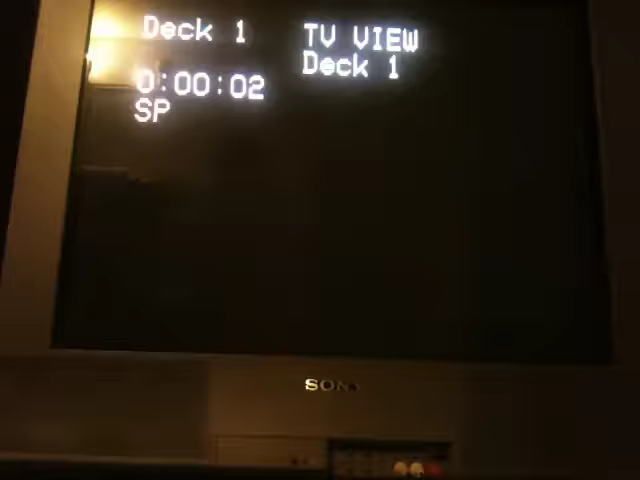 Deck 1
0:00:02
SP
TV VIEW
Deck 1
SONY